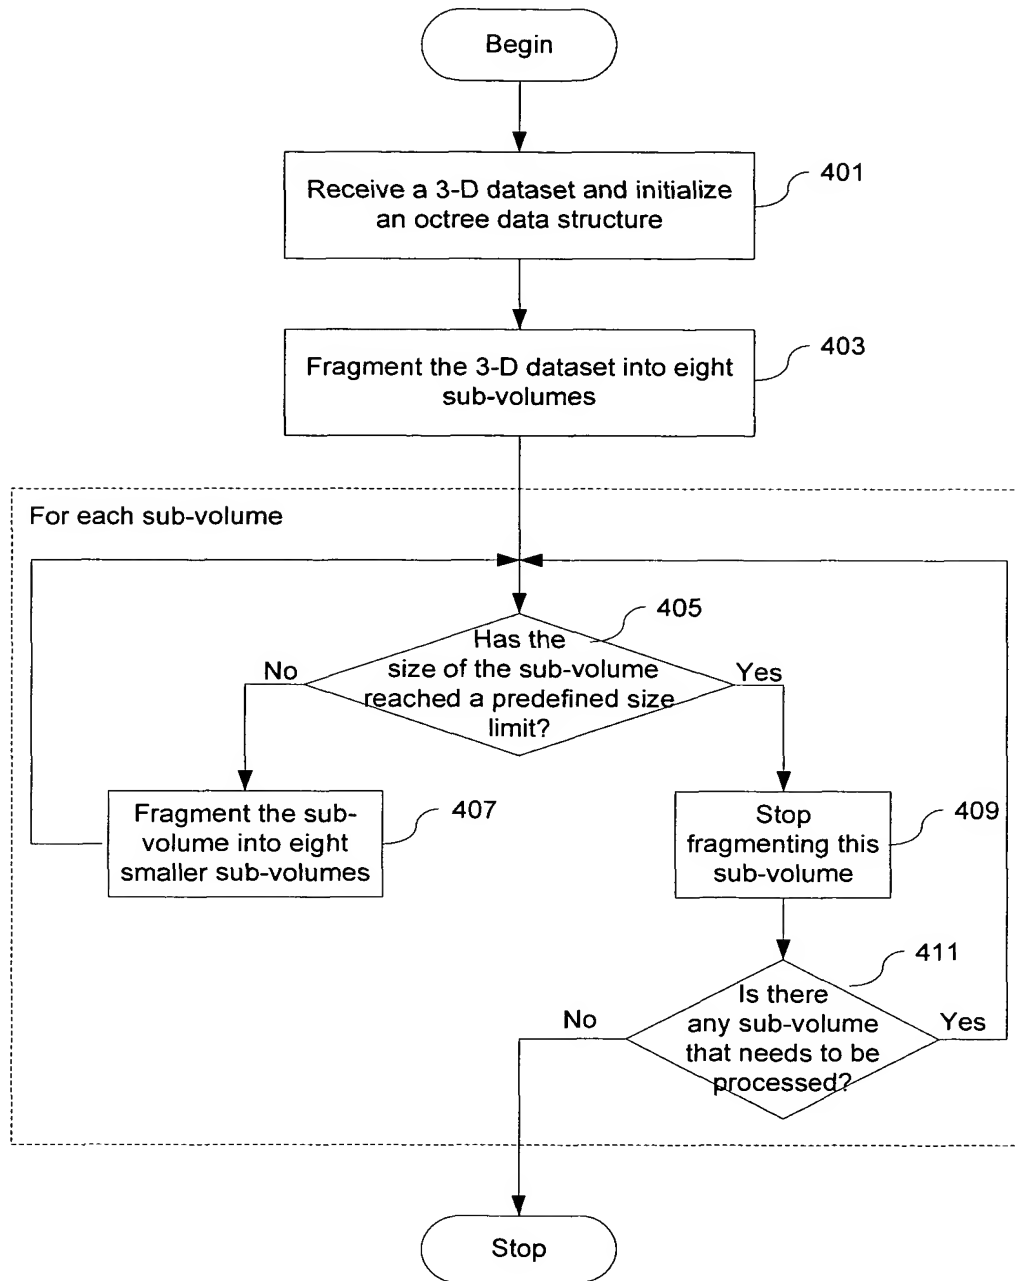 Begin
401
Receive a 3-D dataset and initialize
an octree data structure
403
Fragment the 3-D dataset into eight
sub-volumes
For each sub-volume
405
Has the
size of the sub-volume
reached a predefined size
limit?
No
Yes
Fragment the sub-
volume into eight
smaller sub-volumes
407
Stop
fragmenting this
sub-volume
409
411
Is there
any sub-volume
that needs to be
processed?
No
Yes
Stop